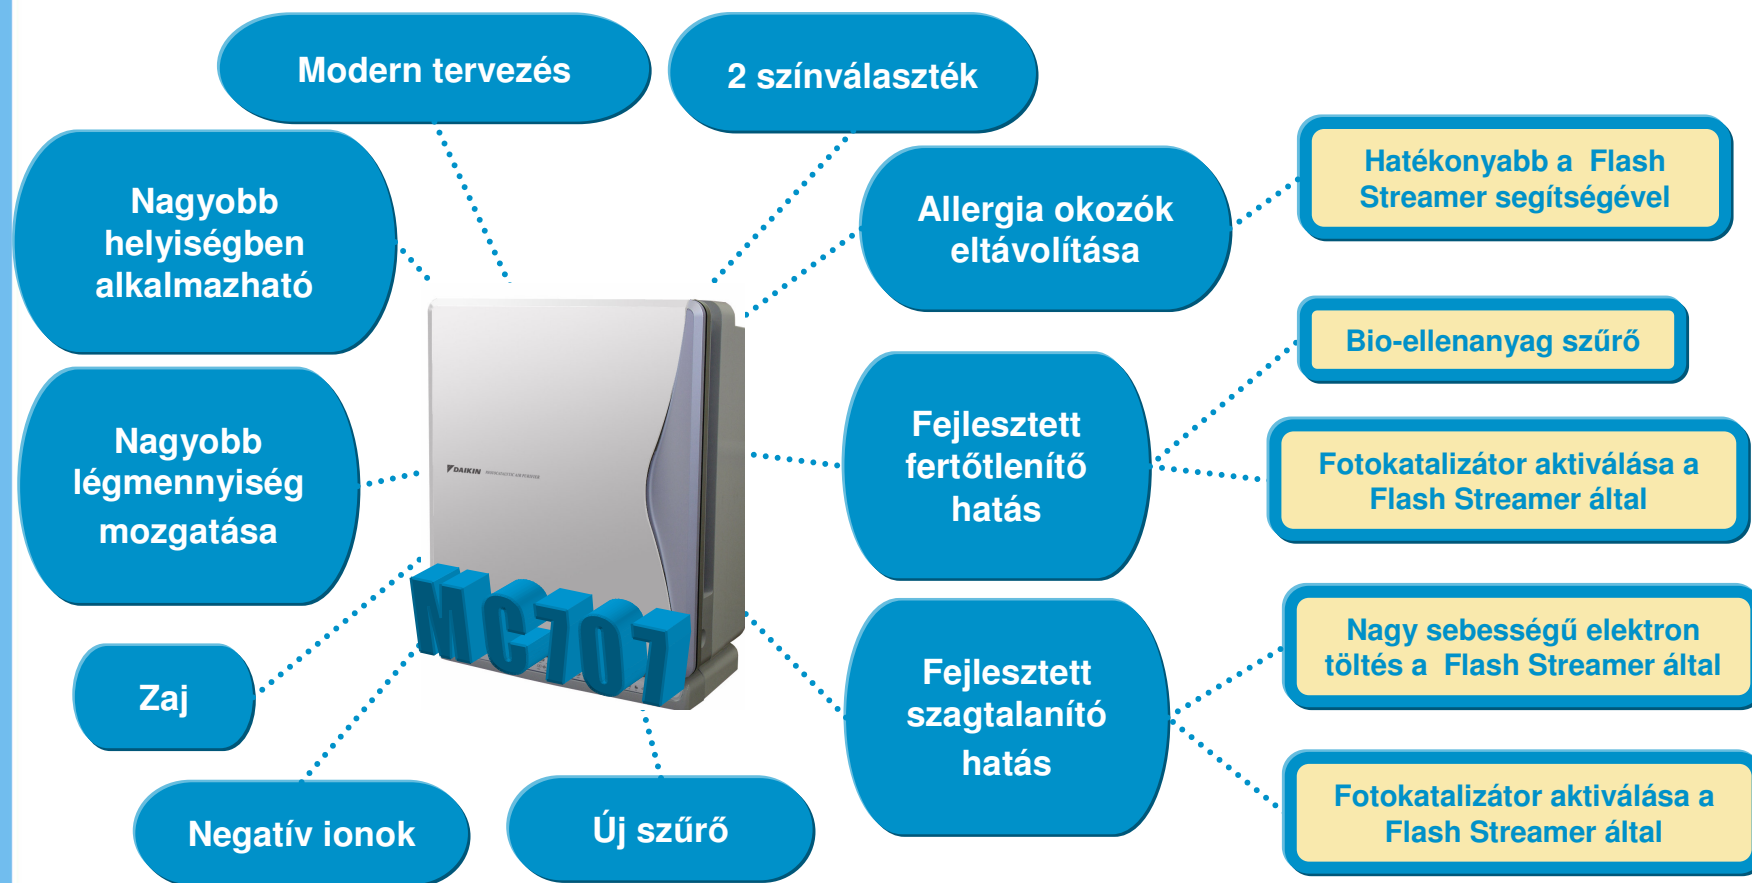 Modern tervezés
2 színválaszték
Nagyobb
helyiségben
alkalmazható
Allergia okozók
eltávolítása
Hatékonyabb a Flash
Streamer segítségével
Bio-ellenanyag szűrő
Nagyobb
légmennyiség
mozgatása
Fejlesztett
fertőtlenítő
hatás
Fotokatalizátor aktiválása a
Flash Streamer által
DAIKIN
MC707
Zaj
Fejlesztett
szagtalanító
hatás
Nagy sebességű elektron
töltés a Flash Streamer által
Fotokatalizátor aktiválása a
Flash Streamer által
Negatív ionok
Új szűrő